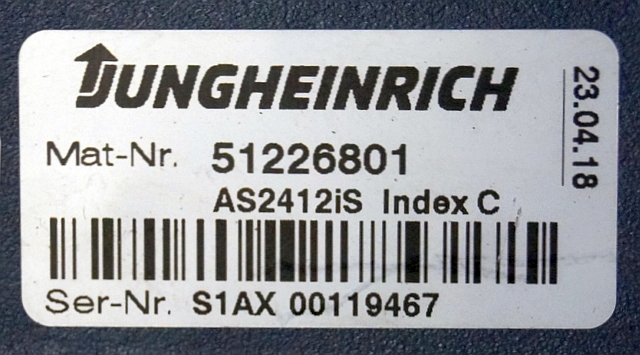 JUNGHEINRICH
23.04.18
Mat-Nr. 51226801
AS2412iS Index C
Ser-Nr. S1AX 00119467